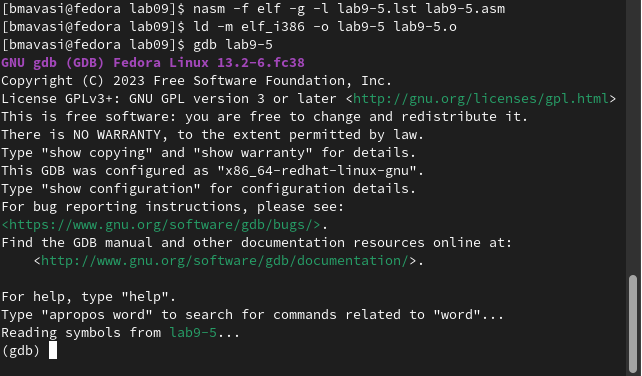 [bmavasi@fedora lab09]$ nasm -f elf -g -l lab9-5.lst lab9-5.asm
[bmavasi@fedora lab09]$ ld -m elf_i386 -o lab9-5 lab9-5.o
[bmavasi@fedora lab09]$ gdb lab9-5
GNU gdb (GDB) Fedora Linux 13.2-6.fc38
Copyright (C) 2023 Free Software Foundation, Inc.
License GPLv3+: GNU GPL version 3 or later <http://gnu.org/licenses/gpl.html>
This is free software: you are free to change and redistribute it.
There is NO WARRANTY, to the extent permitted by law.
Type "show copying" and "show warranty" for details.
This GDB was configured as "x86_64-redhat-linux-gnu".
Type "show configuration" for configuration details.
For bug reporting instructions, please see:
<https://www.gnu.org/software/gdb/bugs/>.
Find the GDB manual and other documentation resources online at:
    <http://www.gnu.org/software/gdb/documentation/>.

For help, type "help".
Type "apropos word" to search for commands related to "word"...
Reading symbols from lab9-5...
(gdb)